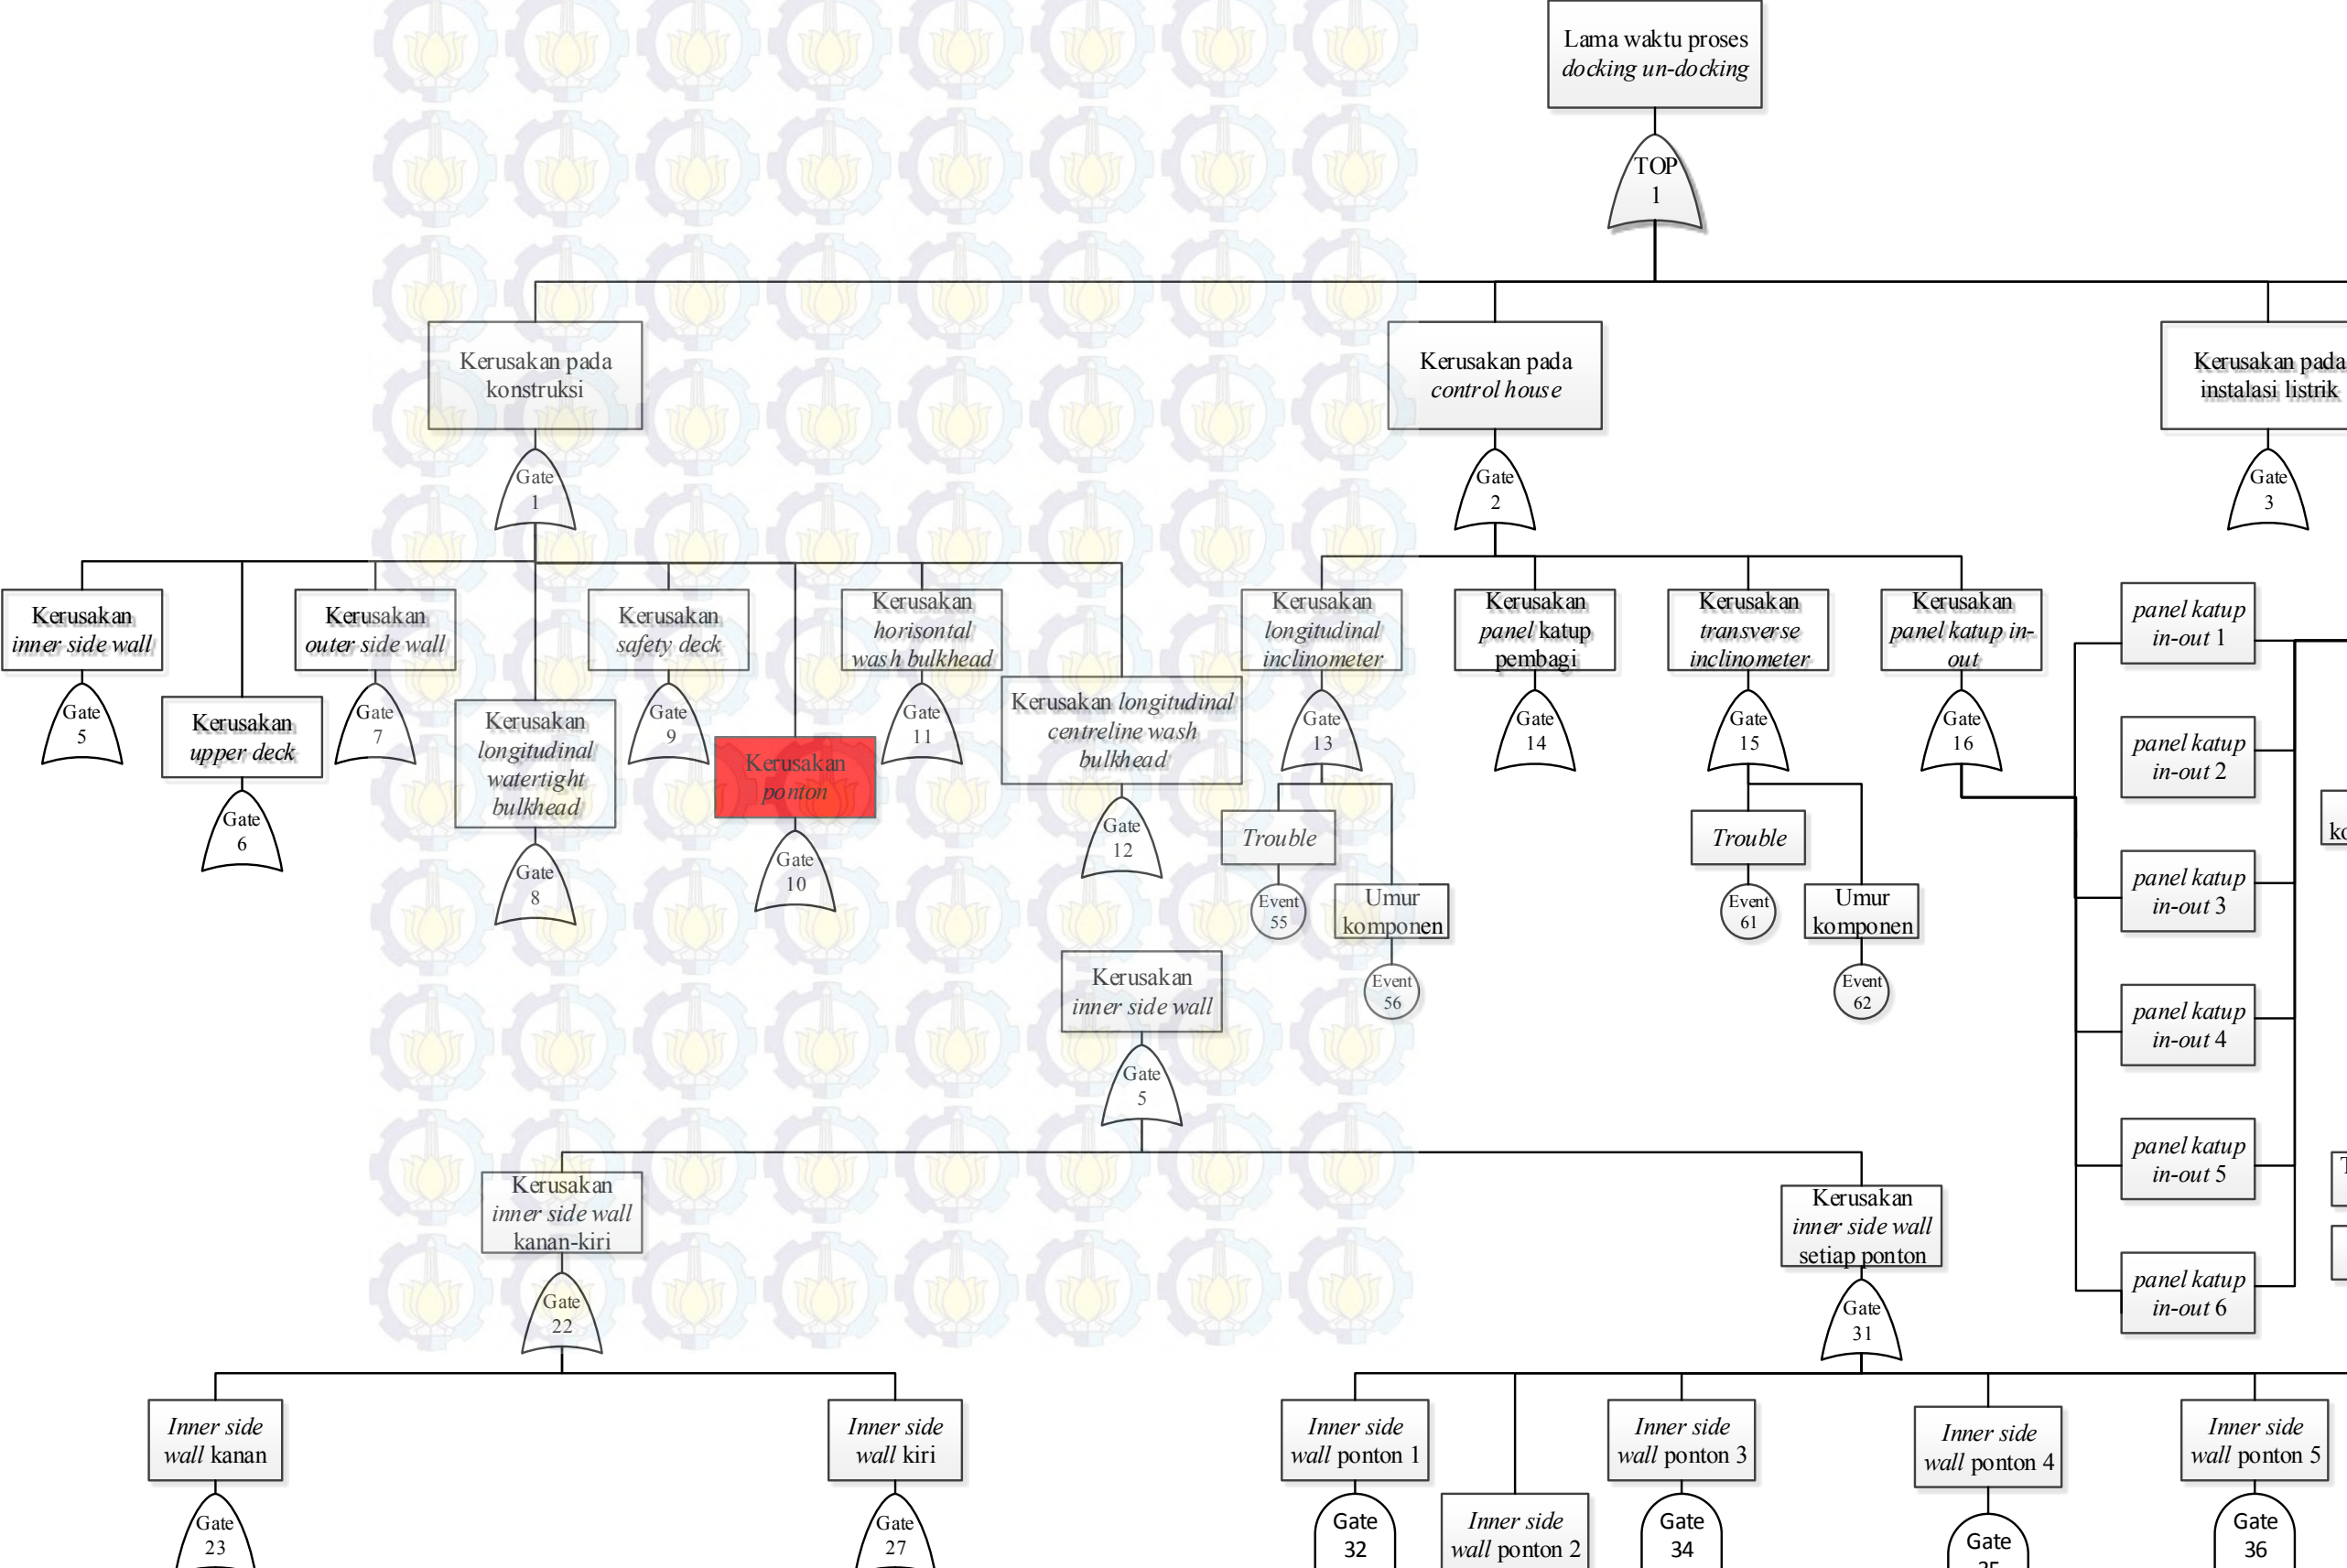 Lama waktu proses
docking un-docking
TOP
1
Kerusakan pada
konstruksi
Gate
1
Kerusakan pada
control house
Gate
2
Kerusakan pada
instalasi listrik
Gate
3
Kerusakan
inner side wall
Gate
5
Kerusakan
upper deck
Gate
6
Kerusakan
outer side wall
Gate
7
Kerusakan
longitudinal
watertight
bulkhead
Gate
8
Kerusakan
safety deck
Gate
9
Kerusakan
ponton
Gate
10
Kerusakan
horisontal
wash bulkhead
Gate
11
Kerusakan longitudinal
centreline wash
bulkhead
Gate
12
Kerusakan
longitudinal
inclinometer
Gate
13
Trouble
Event
55
Umur
komponen
Event
56
Kerusakan
panel katup
pembagi
Gate
14
Kerusakan
transverse
inclinometer
Gate
15
Trouble
Event
61
Umur
komponen
Event
62
Kerusakan
panel katup in-
out
Gate
16
panel katup
in-out 1
panel katup
in-out 2
panel katup
in-out 3
panel katup
in-out 4
panel katup
in-out 5
panel katup
in-out 6
Kerusakan
inner side wall
Gate
5
Kerusakan
inner side wall
kanan-kiri
Gate
22
Kerusakan
inner side wall
setiap ponton
Gate
31
Inner side
wall kanan
Gate
23
Inner side
wall kiri
Gate
27
Inner side
wall ponton 1
Gate
32
Inner side
wall ponton 2
Inner side
wall ponton 3
Gate
34
Inner side
wall ponton 4
Gate
35
Inner side
wall ponton 5
Gate
36